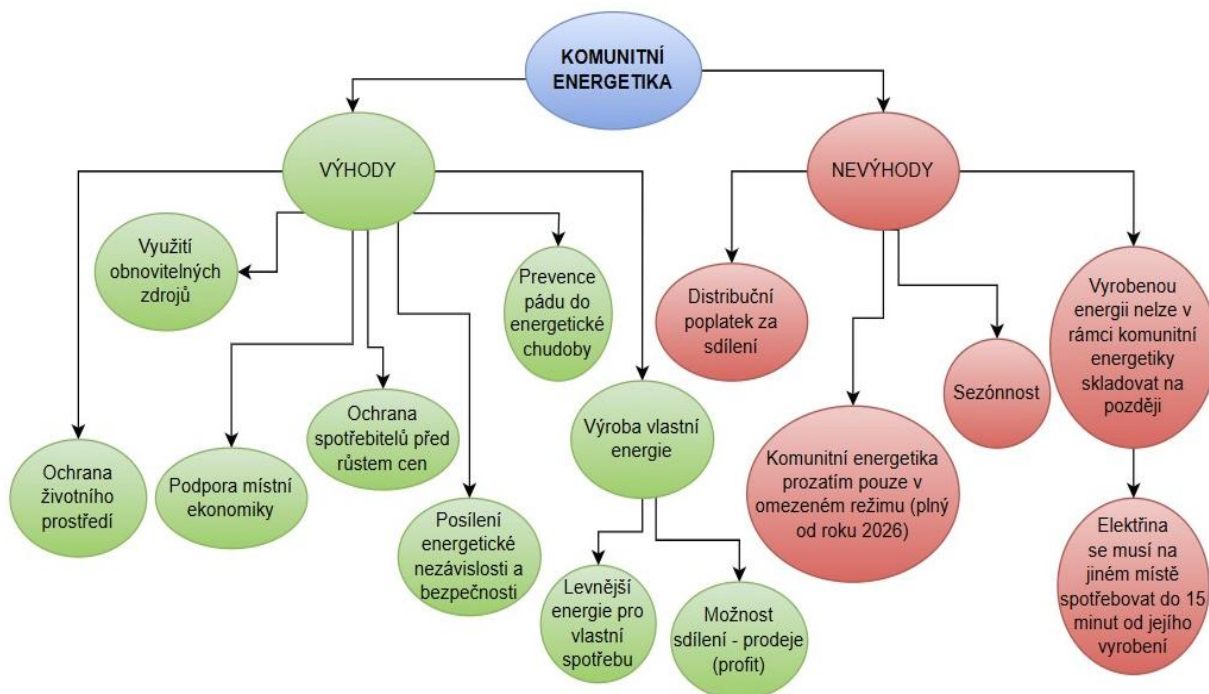 KOMUNITNÍ
ENERGETIKA
VÝHODY
NEVÝHODY
Využití
obnovitelných
zdrojů
Prevence
pádu do
energetické
chudoby
Distribuční
poplatek za
sdílení
Vyrobenou
energii nelze v
rámci komunitní
energetiky
skladovat na
později
Sezónnost
Ochrana
spotřebitelů před
růstem cen
Výroba vlastní
energie
Ochrana
životního
prostředí
Podpora místní
ekonomiky
Komunitní energetika
prozatím pouze v
omezeném režimu (plný
od roku 2026)
Posílení
energetické
nezávislosti a
bezpečnosti
Levnější
energie pro
vlastní
spotřebu
Možnost
sdílení - prodeje
(profit)
Elektřina
se musí na
jiném místě
spotřebovat do 15
minut od jejího
vyrobení